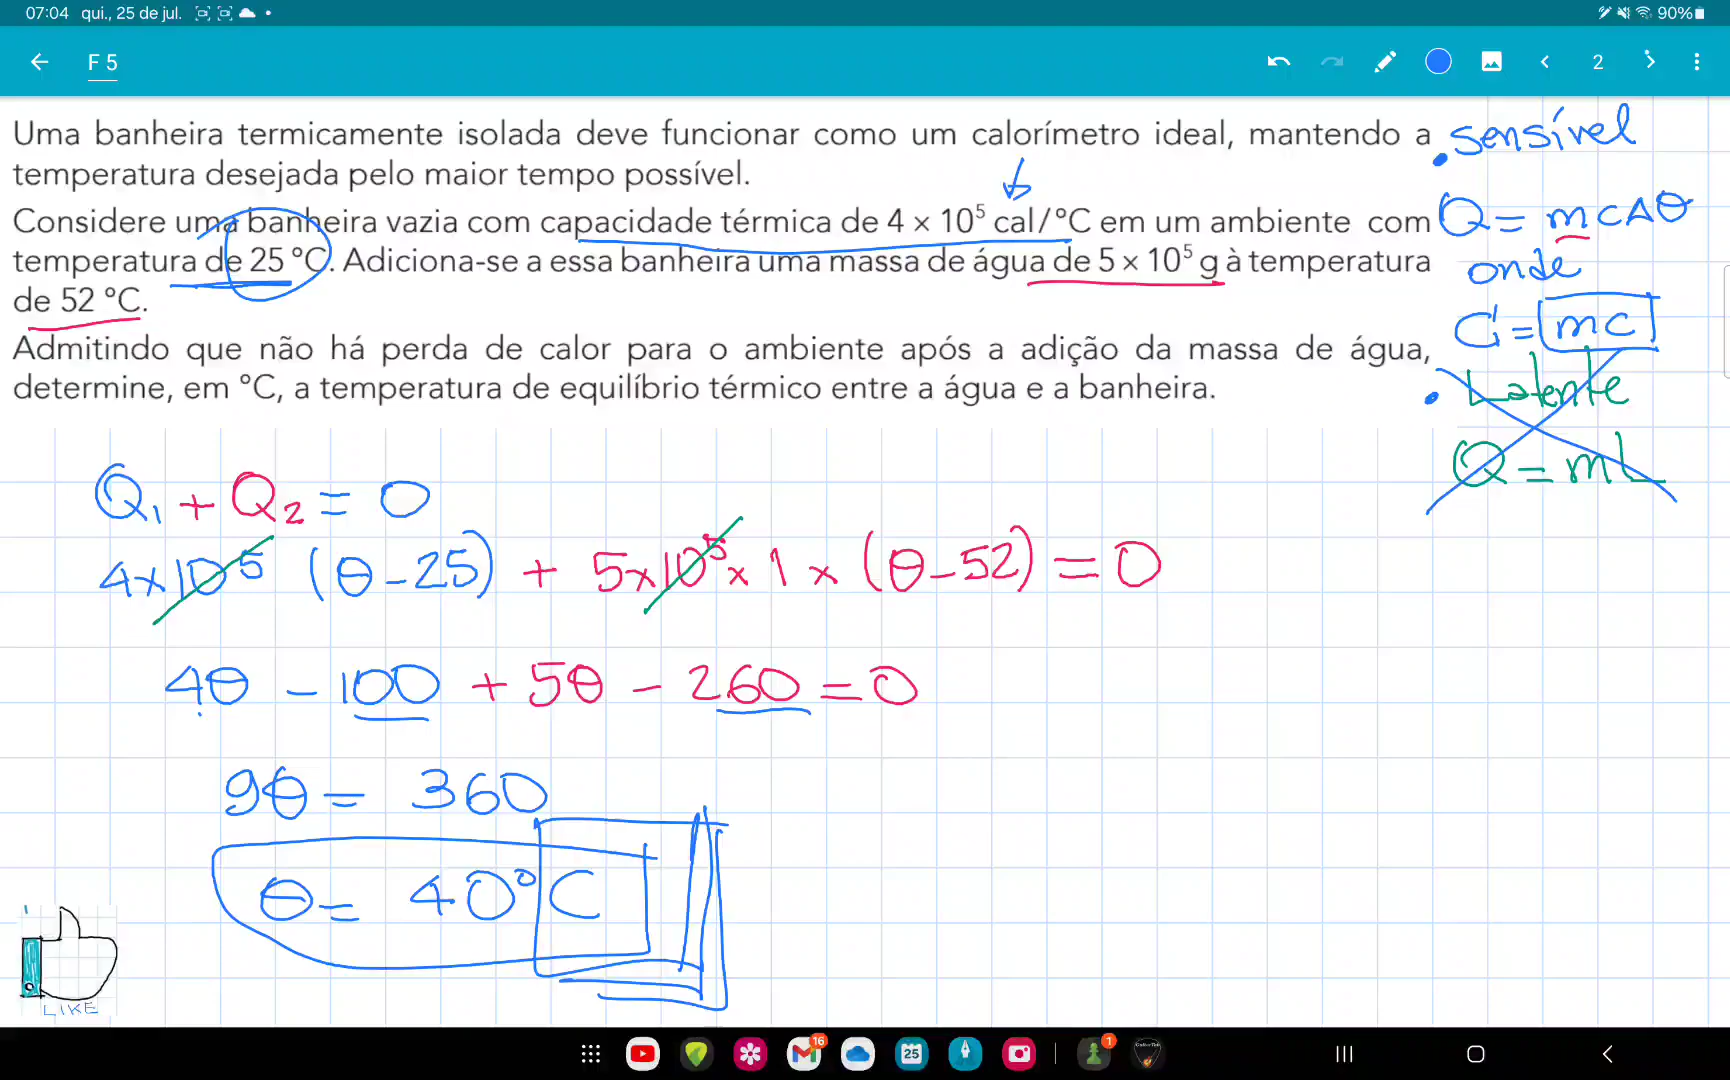 07:04 qui., 25 de jul.
90%
F 5
2
Uma banheira termicamente isolada deve funcionar como um calorímetro ideal, mantendo a
temperatura desejada pelo maior tempo possível.
Considere uma banheira vazia com capacidade térmica de 4 × 10⁵ cal/°C em um ambiente com
temperatura de 25 °C. Adiciona-se a essa banheira uma massa de água de 5 × 10⁵ g à temperatura
de 52 °C.
Admitindo que não há perda de calor para o ambiente após a adição da massa de água,
determine, em °C, a temperatura de equilíbrio térmico entre a água e a banheira.
• sensível
Q = mcΔθ
onde
C = mc
• Latente
Q = mL
Q₁ + Q₂ = 0
4×10⁵ (θ-25) + 5×10⁵ × 1 × (θ-52) = 0
4θ - 100 + 5θ - 260 = 0
9θ = 360
θ = 40°C
LIKE
16
25
1